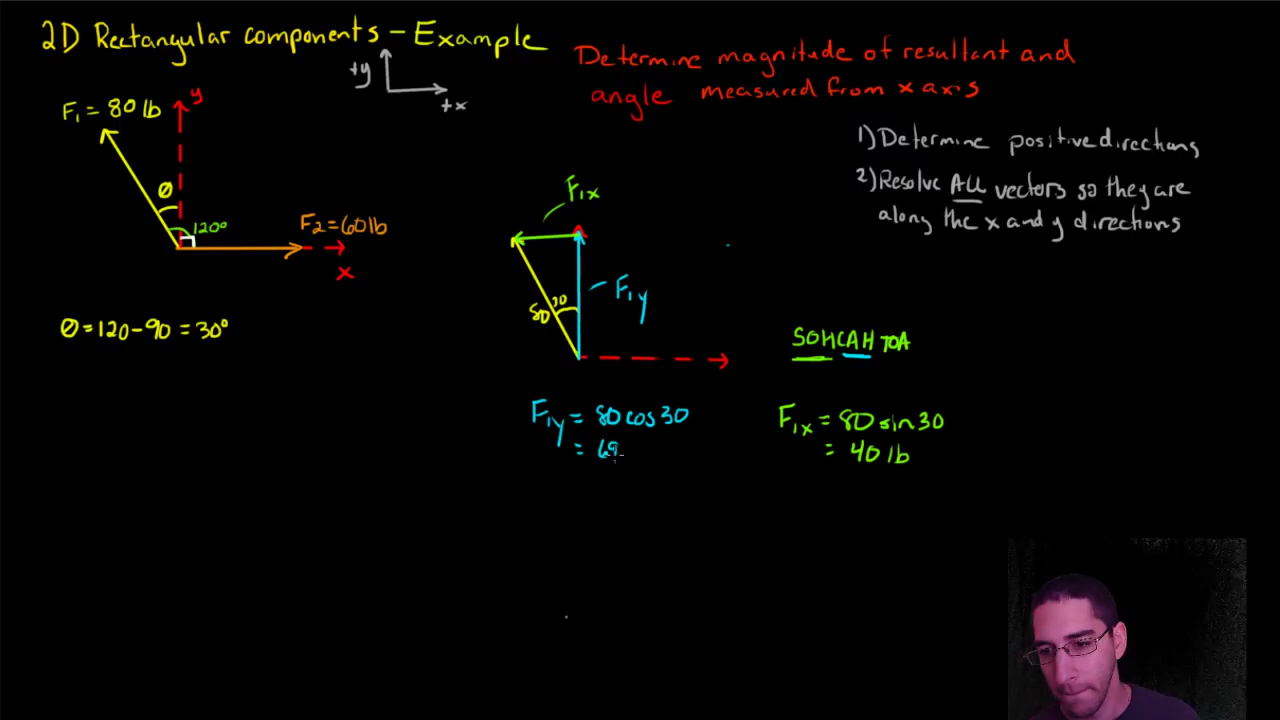 2D Rectangular components - Example
Determine magnitude of resultant and
angle measured from x axis
+y
+x
F₁ = 80 lb
y
θ
120°
F₂ = 60 lb
x
θ = 120 - 90 = 30°
1) Determine positive directions
2) Resolve ALL vectors so they are
along the x and y directions
F₁x
30
80
F₁y
SOHCAHTOA
F₁y = 80 cos 30
= 69
F₁x = 80 sin 30
= 40 lb